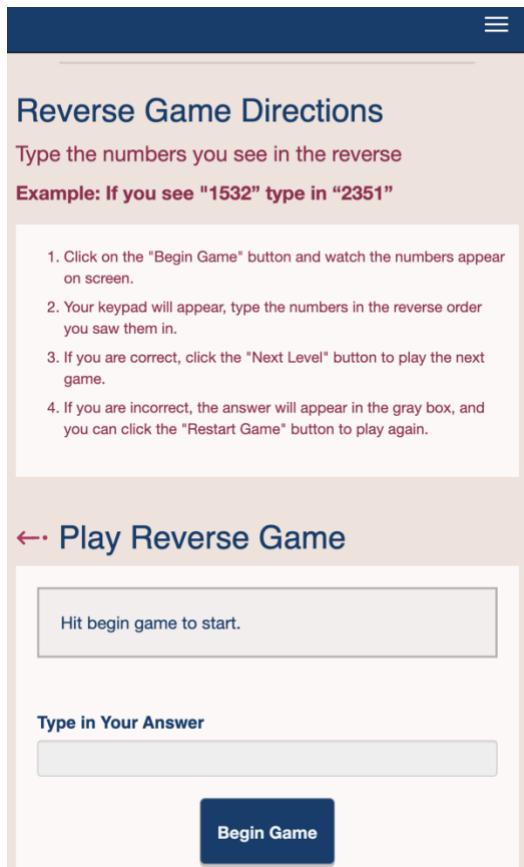 Reverse Game Directions
Type the numbers you see in the reverse
Example: If you see "1532” type in “2351”
1. Click on the "Begin Game" button and watch the numbers appear
on screen.
2. Your keypad will appear, type the numbers in the reverse order
you saw them in.
3. If you are correct, click the "Next Level" button to play the next
game.
4. If you are incorrect, the answer will appear in the gray box, and
you can click the "Restart Game" button to play again.
Play Reverse Game
Hit begin game to start.
Type in Your Answer
Begin Game